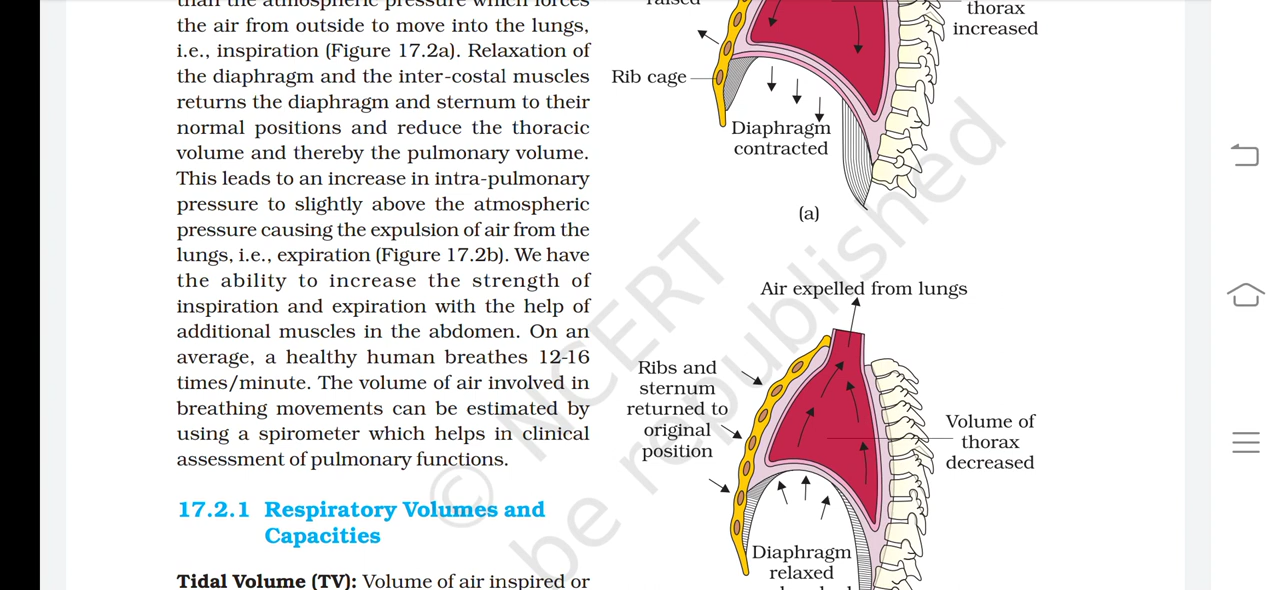 than the atmospheric pressure which forces
the air from outside to move into the lungs,
i.e., inspiration (Figure 17.2a). Relaxation of
the diaphragm and the inter-costal muscles
returns the diaphragm and sternum to their
normal positions and reduce the thoracic
volume and thereby the pulmonary volume.
This leads to an increase in intra-pulmonary
pressure to slightly above the atmospheric
pressure causing the expulsion of air from the
lungs, i.e., expiration (Figure 17.2b). We have
the ability to increase the strength of
inspiration and expiration with the help of
additional muscles in the abdomen. On an
average, a healthy human breathes 12-16
times/minute. The volume of air involved in
breathing movements can be estimated by
using a spirometer which helps in clinical
assessment of pulmonary functions.
17.2.1 Respiratory Volumes and
Capacities
Tidal Volume (TV): Volume of air inspired or
raised
thorax
increased
Rib cage
Diaphragm
contracted
(a)
Air expelled from lungs
Ribs and
sternum
returned to
original
position
Volume of
thorax
decreased
Diaphragm
relaxed
© NCERT
be republished